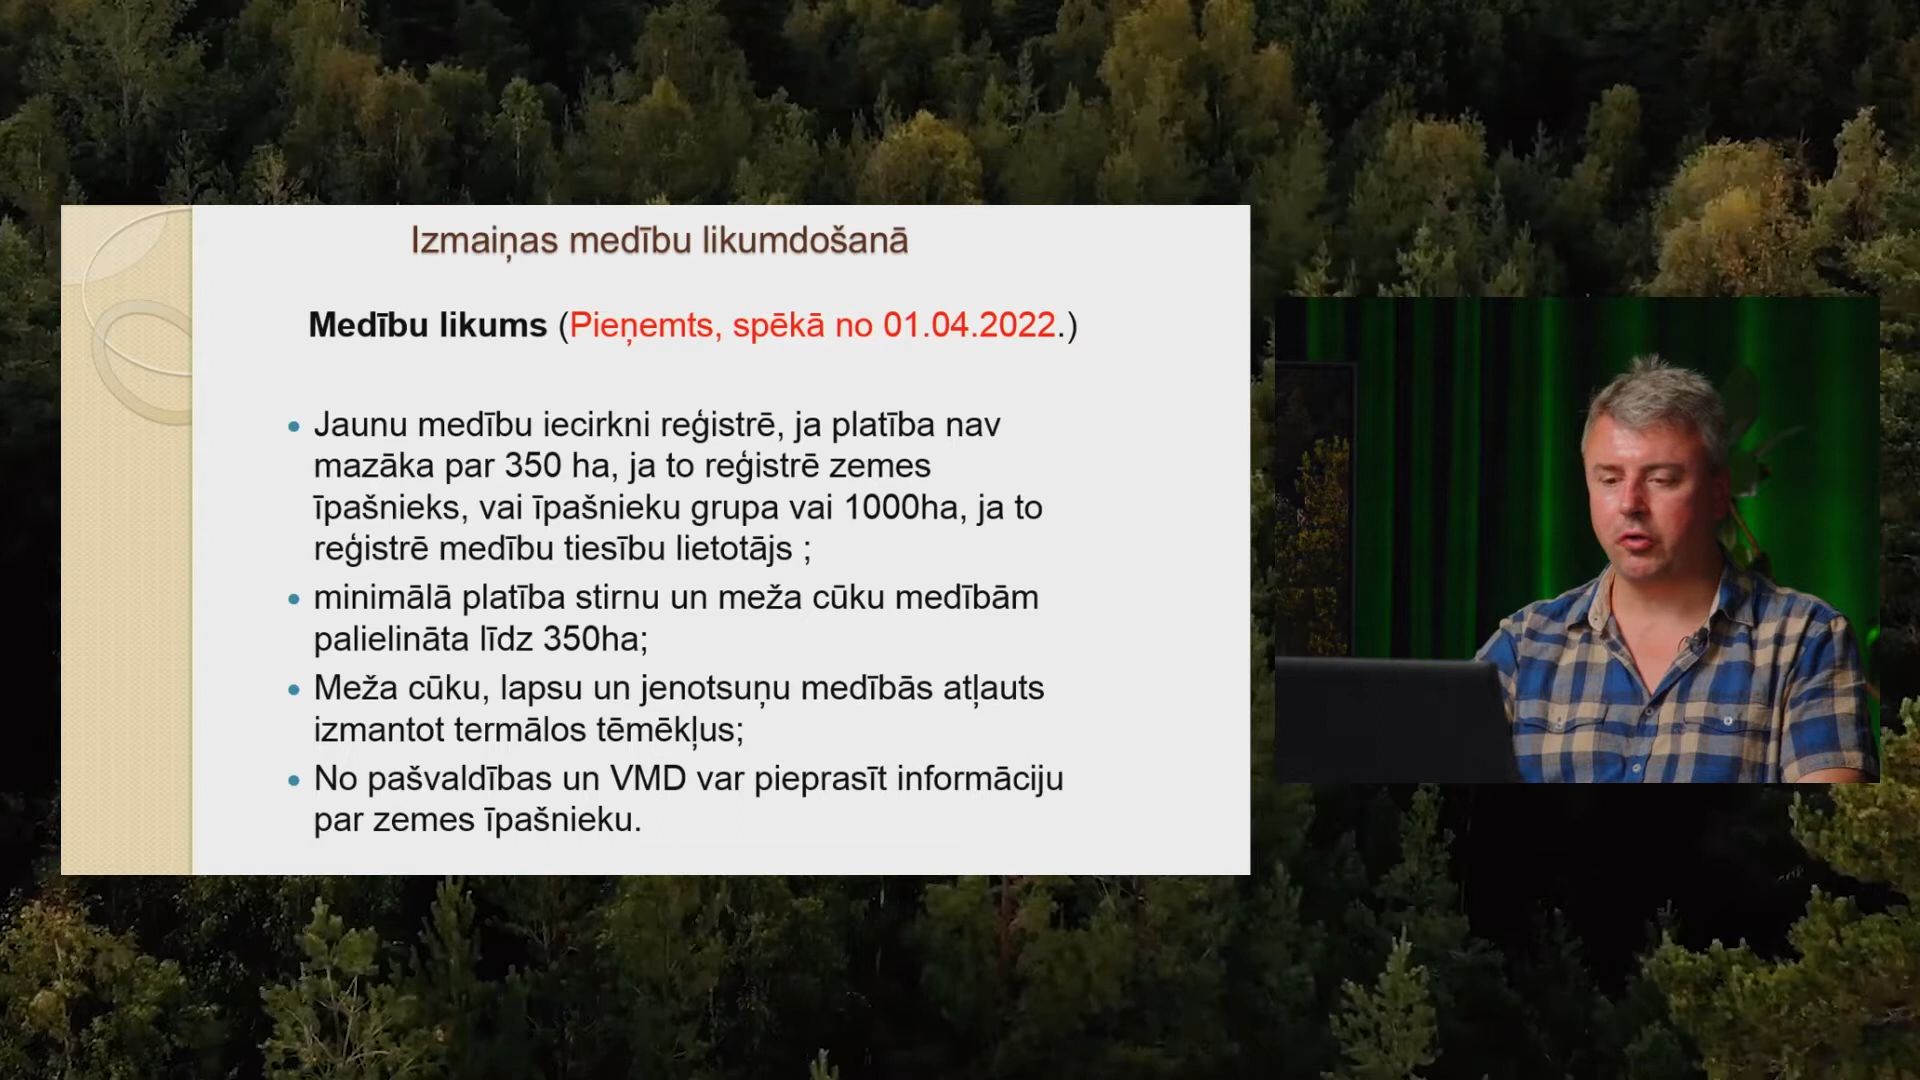 Izmaiņas medību likumdošanā
Medību likums (Pieņemts, spēkā no 01.04.2022.)
• Jaunu medību iecirkni reģistrē, ja platība nav
mazāka par 350 ha, ja to reģistrē zemes
īpašnieks, vai īpašnieku grupa vai 1000ha, ja to
reģistrē medību tiesību lietotājs ;
• minimālā platība stirnu un meža cūku medībām
palielināta līdz 350ha;
• Meža cūku, lapsu un jenotsuņu medībās atļauts
izmantot termālos tēmēkļus;
• No pašvaldības un VMD var pieprasīt informāciju
par zemes īpašnieku.